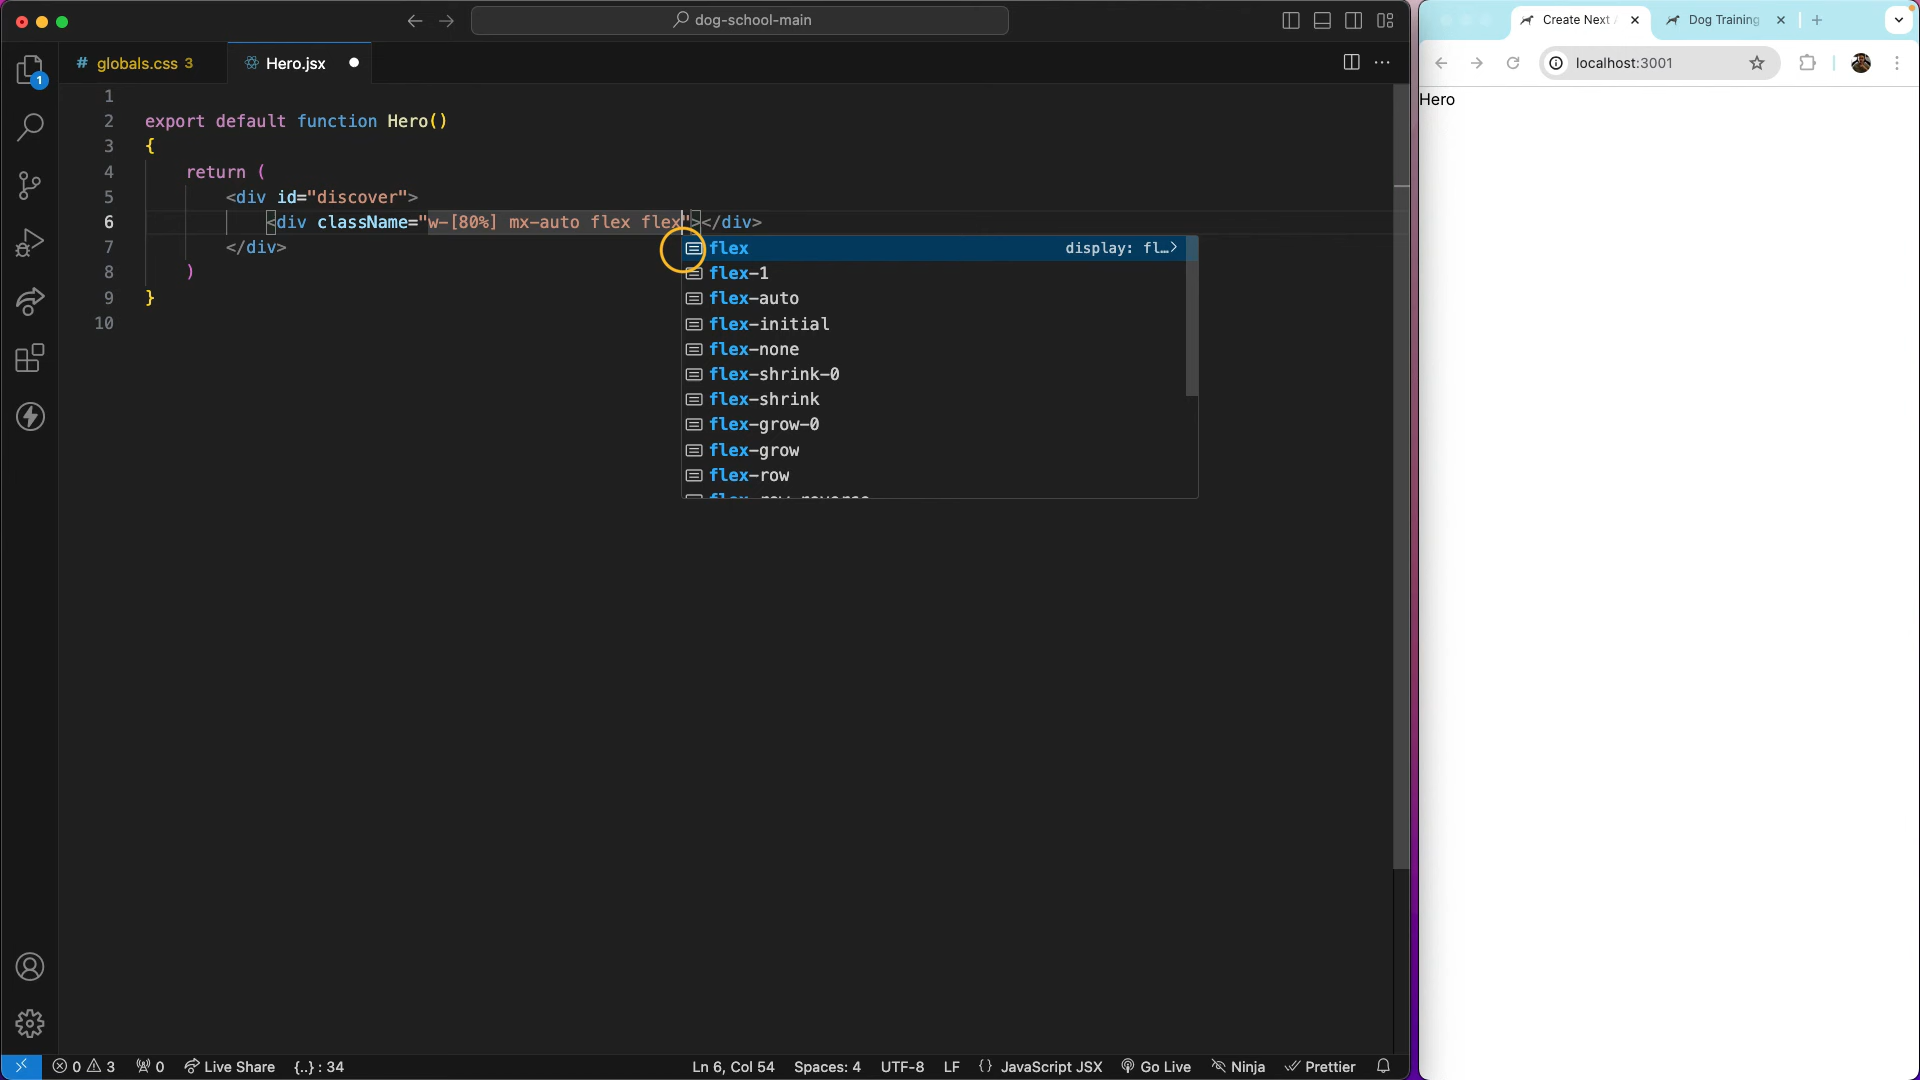 dog-school-main
Create Next
Dog Training
# globals.css 3
Hero.jsx
localhost:3001
1
Hero
1
2 export default function Hero()
3 {
4 return (
5 <div id="discover">
6 <div className="w-[80%] mx-auto flex flex"></div>
7 </div>
8 )
9 }
10
flex display: fl…>
flex-1
flex-auto
flex-initial
flex-none
flex-shrink-0
flex-shrink
flex-grow-0
flex-grow
flex-row
flex-row-reverse
0 3 0 Live Share {..} : 34 Ln 6, Col 54 Spaces: 4 UTF-8 LF {} JavaScript JSX Go Live Ninja Prettier